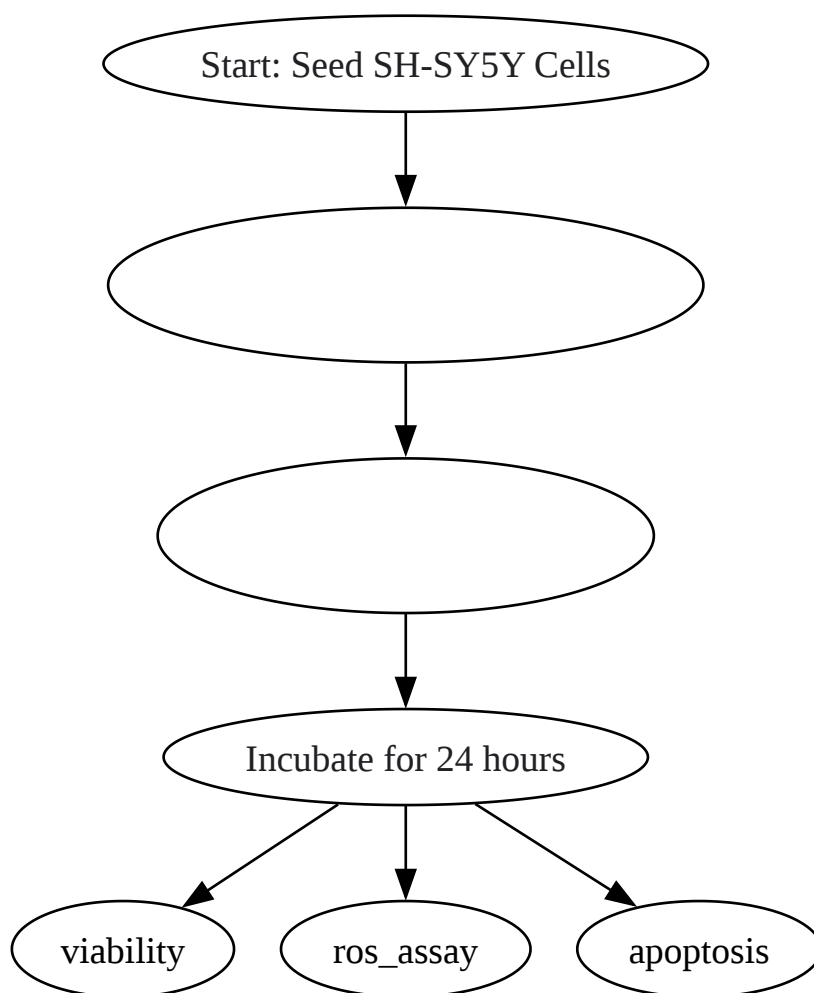 Start: Seed SH-SY5Y Cells
Incubate for 24 hours
viability
ros_assay
apoptosis